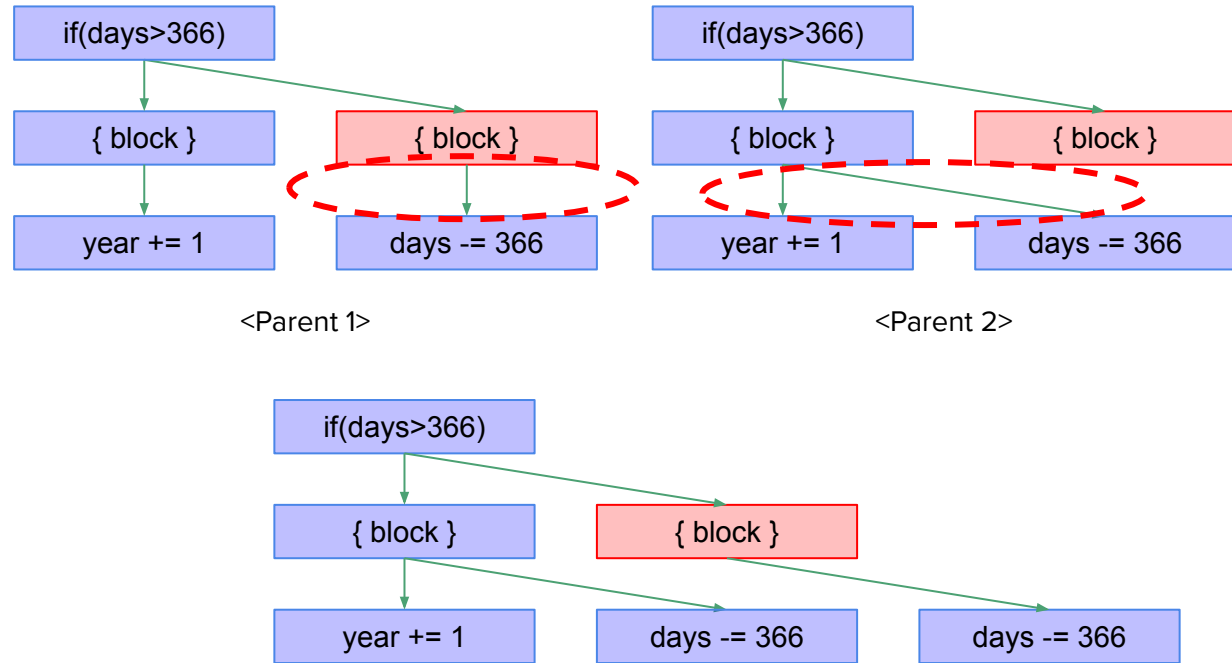 if(days>366)
if(days>366)
{ block }
{ block }
{ block }
{ block }
year += 1
days -= 366
year += 1
days -= 366
<Parent 1>
<Parent 2>
if(days>366)
{ block }
{ block }
year += 1
days -= 366
days -= 366